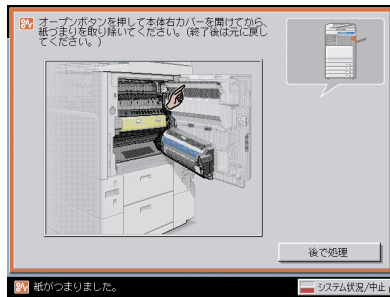 オープンボタンを押して本体右カバーを開けてから、
紙づまりを取り除いてください。（終了後は元に戻し
てください。）
後で処理
紙がつまりました。
システム状況/中止